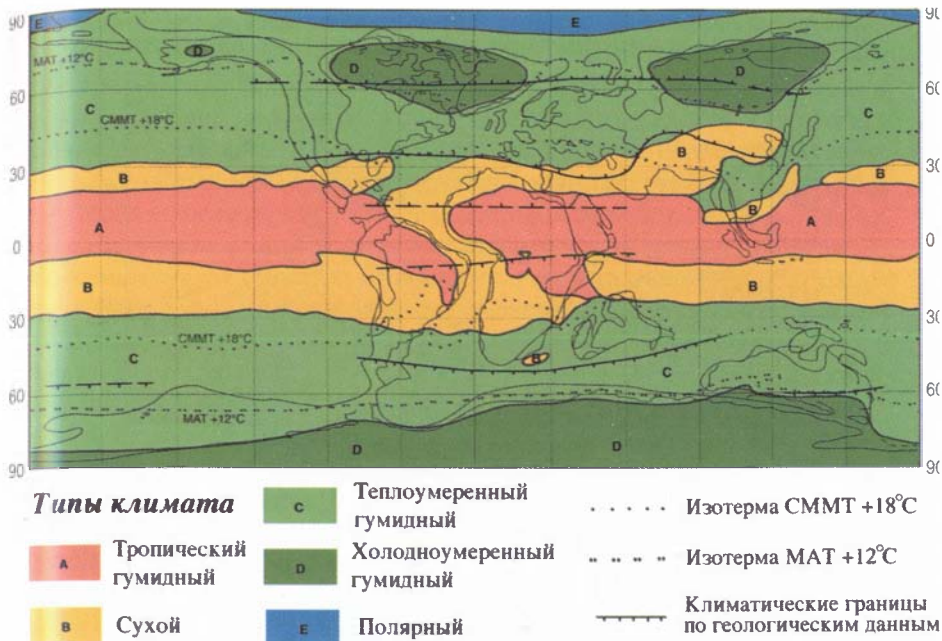 90 E E 90
D
MAT +12°C D D
60 60
C C
CMMT +18°C
B
30 B B 30
B
A A
0 0
B B
30 30
CMMT +18°C
B
C C
60 60
MAT +12°C
D D
90 90
Типы климата
A Тропический
гумидный
B Сухой
C Теплоумеренный
гумидный
D Холодноумеренный
гумидный
E Полярный
Изотерма СММТ +18°С
Изотерма МАТ +12°С
Климатические границы
по геологическим данным